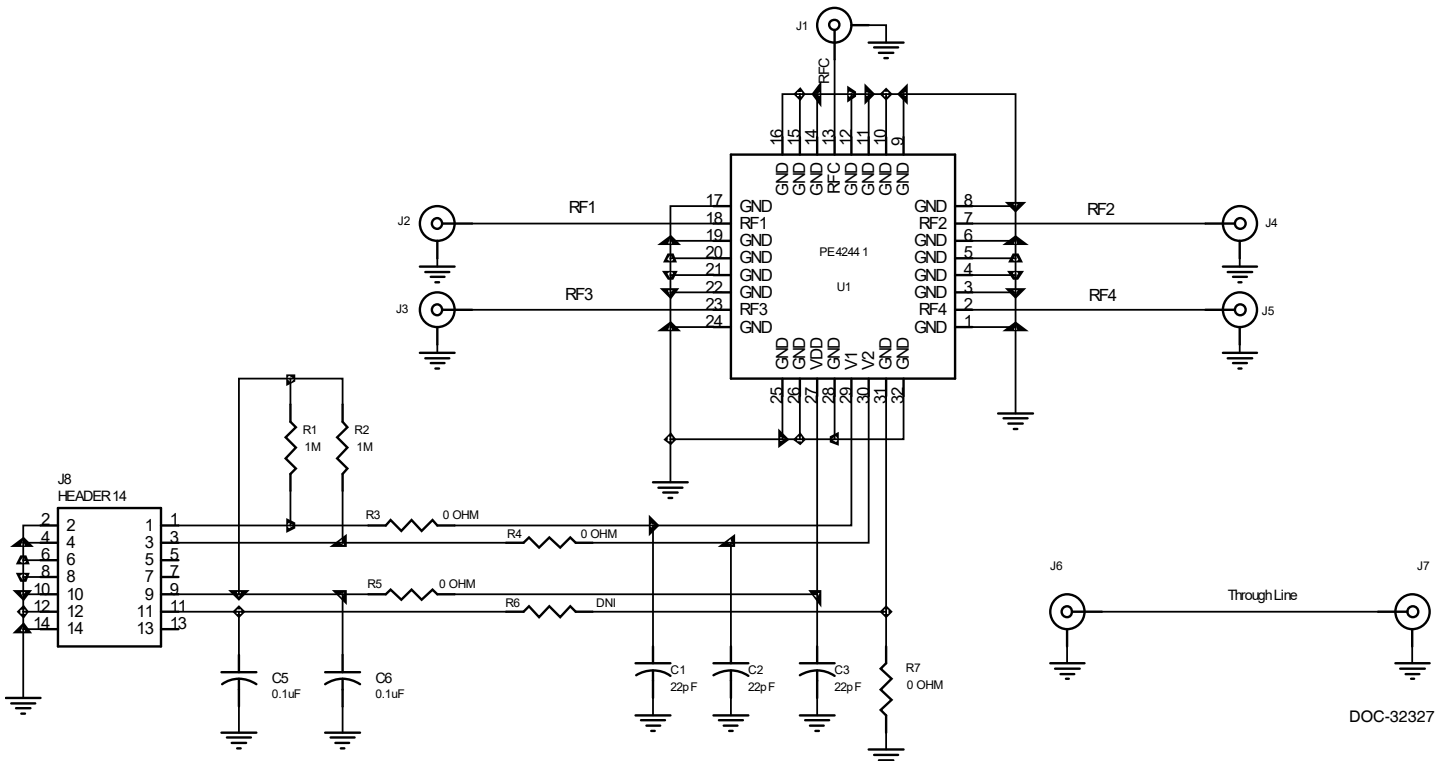 J1
RFC
16 15 14 13 12 11 10 9
GND GND GND RFC GND GND GND GND
17 GND GND 8
J2 RF1 18 RF1 RF2 7 RF2 J4
19 GND GND 6
20 GND PE42441 GND 5
21 GND GND 4
22 GND U1 GND 3
J3 RF3 23 RF3 RF4 2 RF4 J5
24 GND GND 1
GND GND VDD GND V1 V2 GND GND
25 26 27 28 29 30 31 32
R1 1M
R2 1M
J8
HEADER 14
2 2 1 1 R3 0 OHM
4 4 3 3 R4 0 OHM
6 6 5 5
8 8 7 7
10 10 9 9 R5 0 OHM
12 12 11 11 R6 DNI
14 14 13 13
J6 Through Line J7
C5 0.1uF
C6 0.1uF
C1 22pF
C2 22pF
C3 22pF
R7 0 OHM
DOC-32327